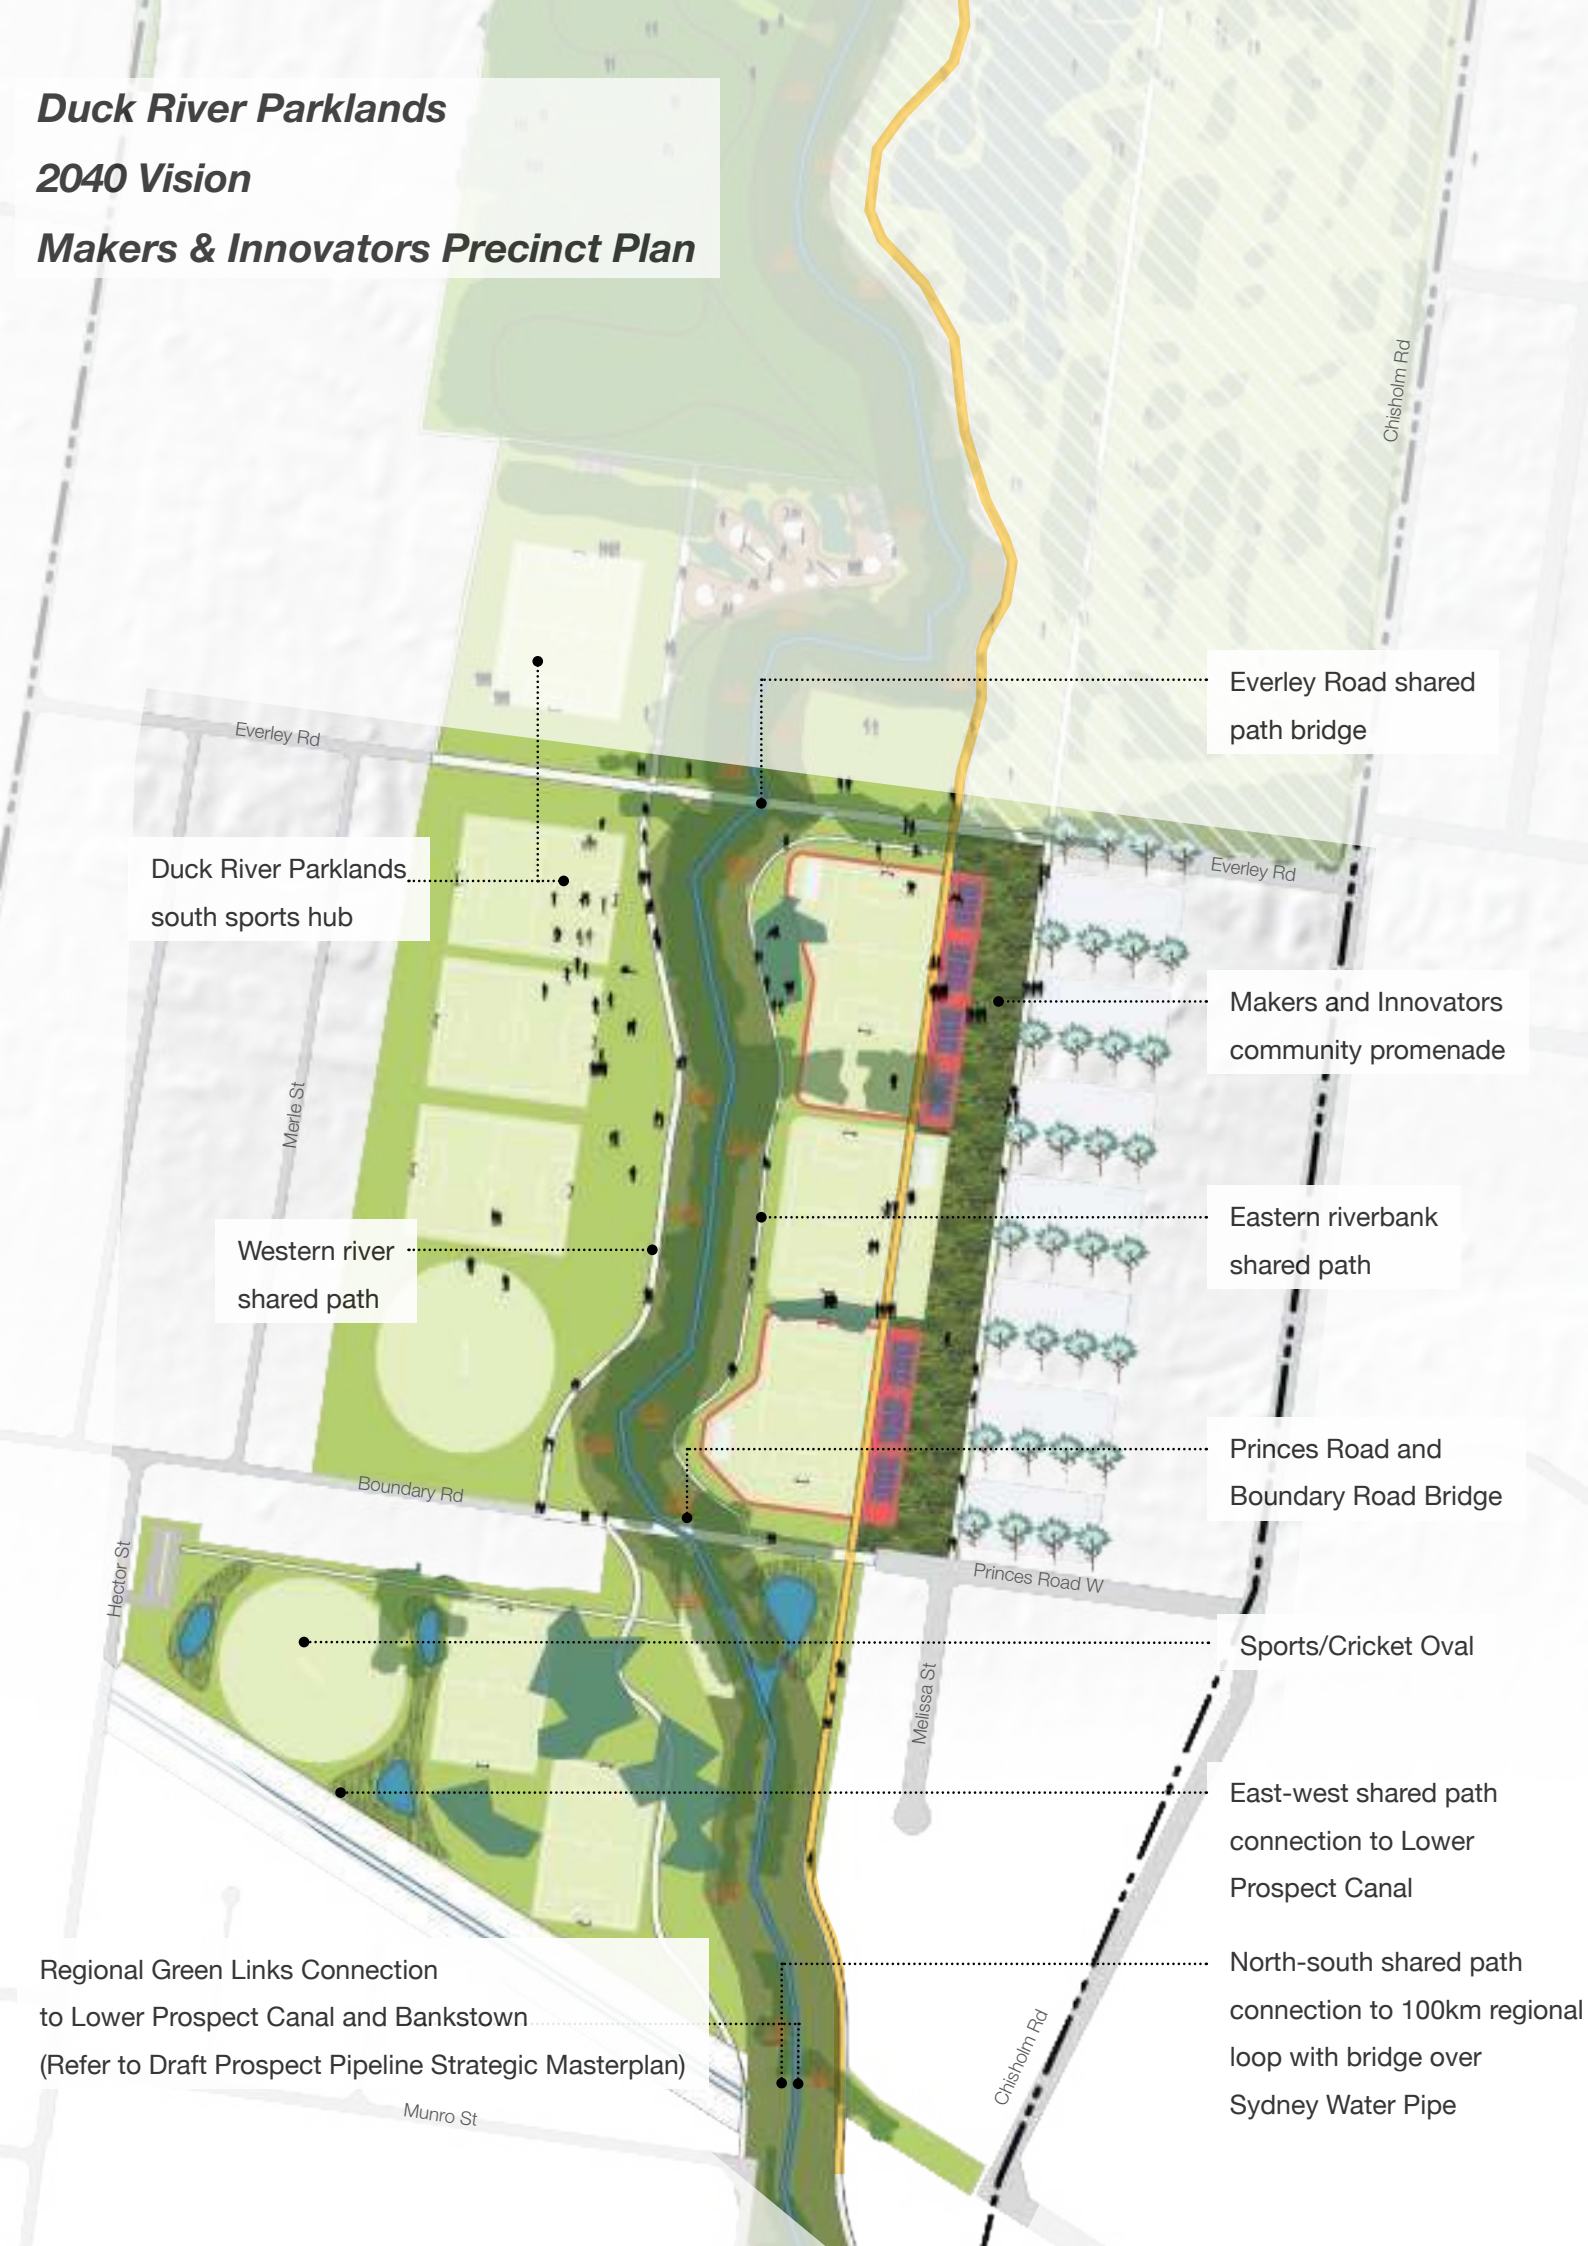 Duck River Parklands
2040 Vision
Makers & Innovators Precinct Plan
Chisholm Rd
Everley Road shared
path bridge
Everley Rd
Duck River Parklands
south sports hub
Everley Rd
Makers and Innovators
community promenade
Merle St
Western river
shared path
Eastern riverbank
shared path
Princes Road and
Boundary Road Bridge
Boundary Rd
Hector St
Princes Road W
Sports/Cricket Oval
Melissa St
East-west shared path
connection to Lower
Prospect Canal
Regional Green Links Connection
to Lower Prospect Canal and Bankstown
(Refer to Draft Prospect Pipeline Strategic Masterplan)
North-south shared path
connection to 100km regional
loop with bridge over
Sydney Water Pipe
Chisholm Rd
Munro St